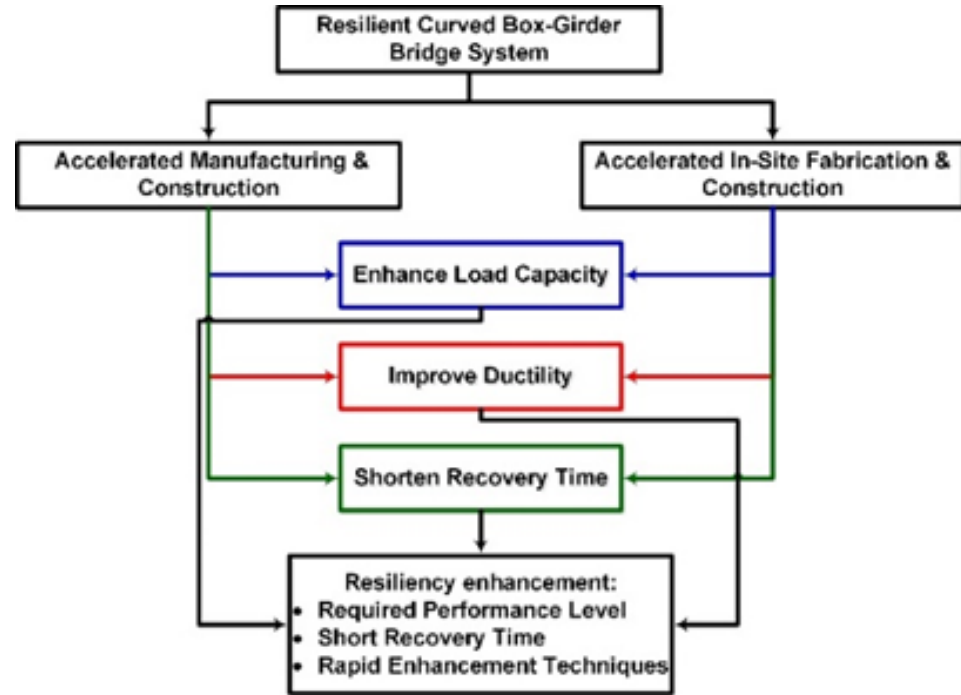 Resilient Curved Box-Girder
Bridge System
Accelerated Manufacturing &
Construction
Accelerated In-Site Fabrication &
Construction
Enhance Load Capacity
Improve Ductility
Shorten Recovery Time
Resiliency enhancement:
• Required Performance Level
• Short Recovery Time
• Rapid Enhancement Techniques